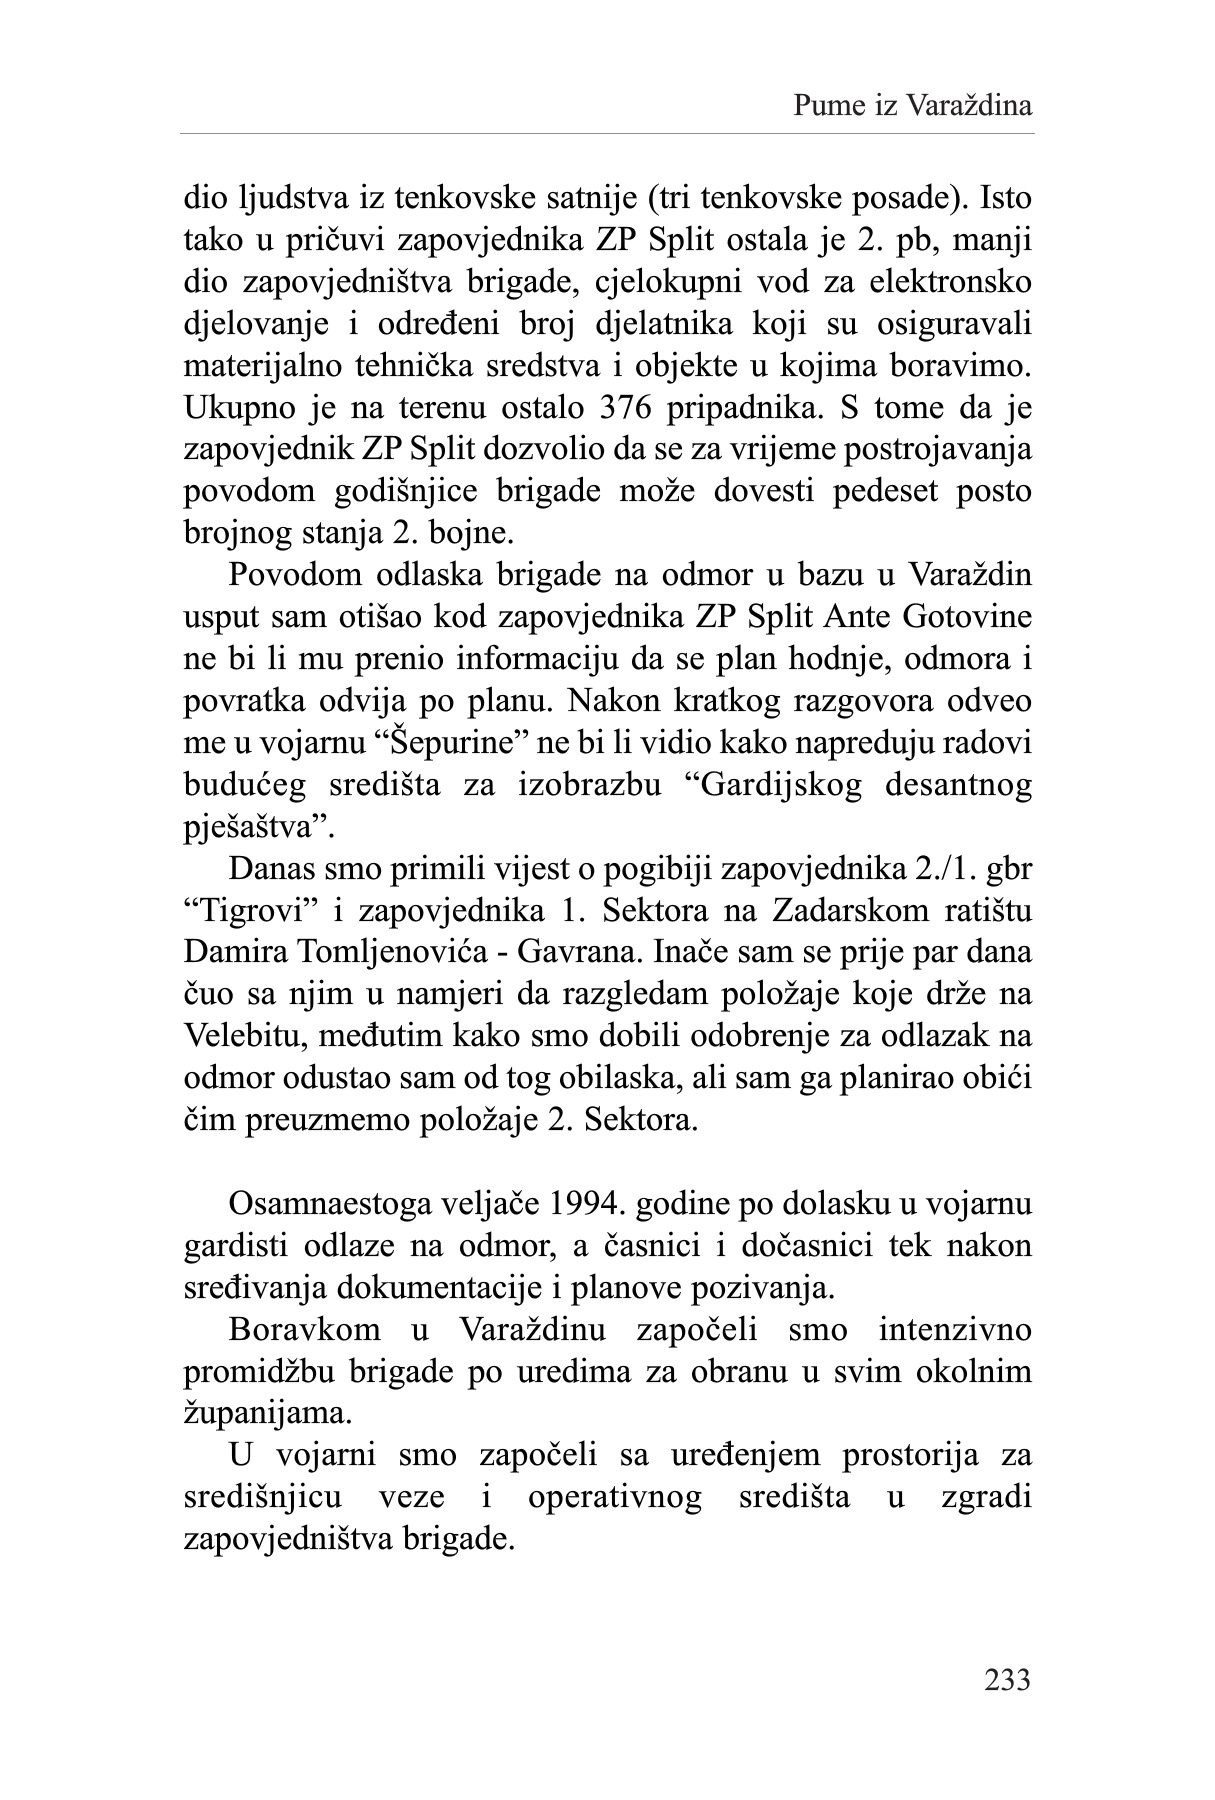 Pume iz Varaždina
dio ljudstva iz tenkovske satnije (tri tenkovske posade). Isto
tako u pričuvi zapovjednika ZP Split ostala je 2. pb, manji
dio zapovjedništva brigade, cjelokupni vod za elektronsko
djelovanje i određeni broj djelatnika koji su osiguravali
materijalno tehnička sredstva i objekte u kojima boravimo.
Ukupno je na terenu ostalo 376 pripadnika. S tome da je
zapovjednik ZP Split dozvolio da se za vrijeme postrojavanja
povodom godišnjice brigade može dovesti pedeset posto
brojnog stanja 2. bojne.
Povodom odlaska brigade na odmor u bazu u Varaždin
usput sam otišao kod zapovjednika ZP Split Ante Gotovine
ne bi li mu prenio informaciju da se plan hodnje, odmora i
povratka odvija po planu. Nakon kratkog razgovora odveo
me u vojarnu “Šepurine” ne bi li vidio kako napreduju radovi
budućeg središta za izobrazbu “Gardijskog desantnog
pješaštva”.
Danas smo primili vijest o pogibiji zapovjednika 2./1. gbr
“Tigrovi” i zapovjednika 1. Sektora na Zadarskom ratištu
Damira Tomljenovića - Gavrana. Inače sam se prije par dana
čuo sa njim u namjeri da razgledam položaje koje drže na
Velebitu, međutim kako smo dobili odobrenje za odlazak na
odmor odustao sam od tog obilaska, ali sam ga planirao obići
čim preuzmemo položaje 2. Sektora.
Osamnaestoga veljače 1994. godine po dolasku u vojarnu
gardisti odlaze na odmor, a časnici i dočasnici tek nakon
sređivanja dokumentacije i planove pozivanja.
Boravkom u Varaždinu započeli smo intenzivno
promidžbu brigade po uredima za obranu u svim okolnim
županijama.
U vojarni smo započeli sa uređenjem prostorija za
središnjicu veze i operativnog središta u zgradi
zapovjedništva brigade.
233